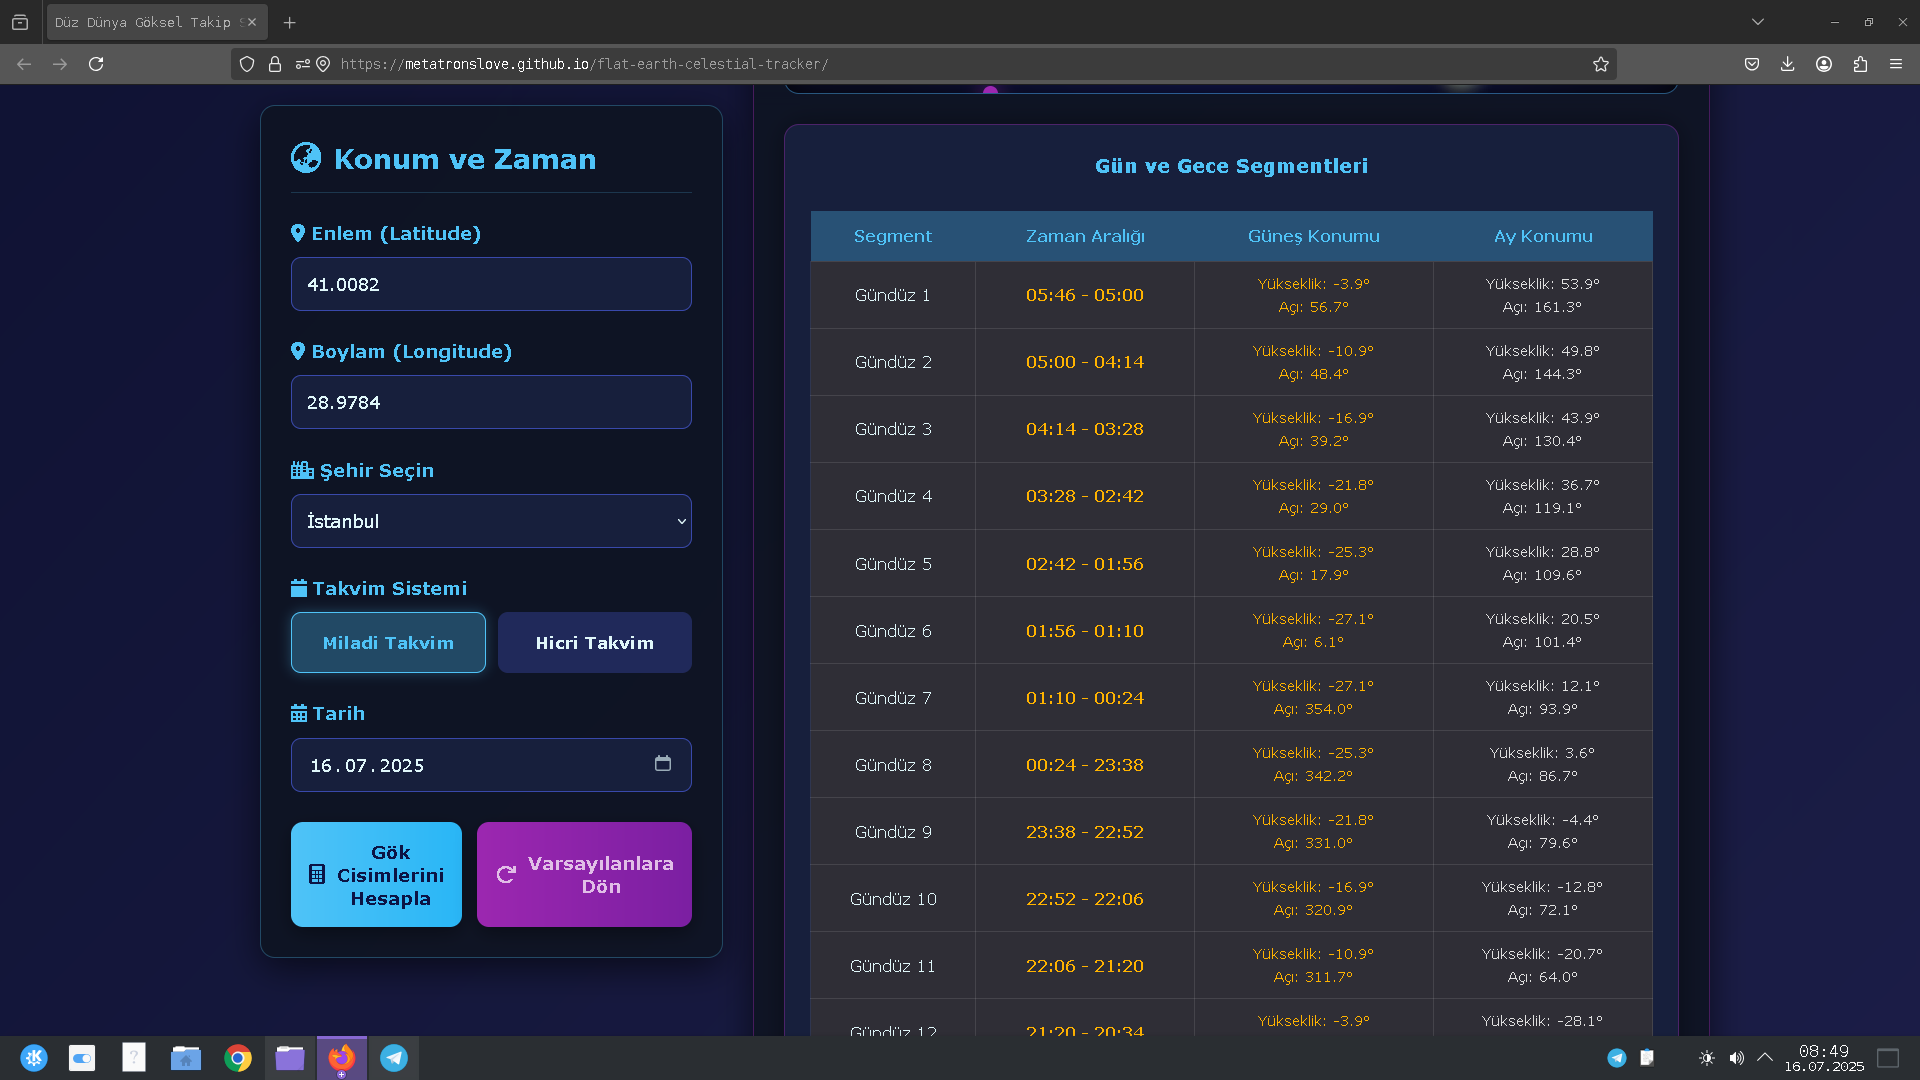 Düz Dünya Göksel Takip S
https://metatronslove.github.io/flat-earth-celestial-tracker/
Konum ve Zaman
Enlem (Latitude)
41.0082
Boylam (Longitude)
28.9784
Şehir Seçin
İstanbul
Takvim Sistemi
Miladi Takvim
Hicri Takvim
Tarih
16.07.2025
Gök
Cisimlerini
Hesapla
Varsayılanlara
Dön
Gün ve Gece Segmentleri
Segment Zaman Aralığı Güneş Konumu Ay Konumu
Gündüz 1 05:46 - 05:00 Yükseklik: -3.9° Açı: 56.7° Yükseklik: 53.9° Açı: 161.3°
Gündüz 2 05:00 - 04:14 Yükseklik: -10.9° Açı: 48.4° Yükseklik: 49.8° Açı: 144.3°
Gündüz 3 04:14 - 03:28 Yükseklik: -16.9° Açı: 39.2° Yükseklik: 43.9° Açı: 130.4°
Gündüz 4 03:28 - 02:42 Yükseklik: -21.8° Açı: 29.0° Yükseklik: 36.7° Açı: 119.1°
Gündüz 5 02:42 - 01:56 Yükseklik: -25.3° Açı: 17.9° Yükseklik: 28.8° Açı: 109.6°
Gündüz 6 01:56 - 01:10 Yükseklik: -27.1° Açı: 6.1° Yükseklik: 20.5° Açı: 101.4°
Gündüz 7 01:10 - 00:24 Yükseklik: -27.1° Açı: 354.0° Yükseklik: 12.1° Açı: 93.9°
Gündüz 8 00:24 - 23:38 Yükseklik: -25.3° Açı: 342.2° Yükseklik: 3.6° Açı: 86.7°
Gündüz 9 23:38 - 22:52 Yükseklik: -21.8° Açı: 331.0° Yükseklik: -4.4° Açı: 79.6°
Gündüz 10 22:52 - 22:06 Yükseklik: -16.9° Açı: 320.9° Yükseklik: -12.8° Açı: 72.1°
Gündüz 11 22:06 - 21:20 Yükseklik: -10.9° Açı: 311.7° Yükseklik: -20.7° Açı: 64.0°
Gündüz 12 21:20 - 20:34 Yükseklik: -3.9° Yükseklik: -28.1°
08:49
16.07.2025